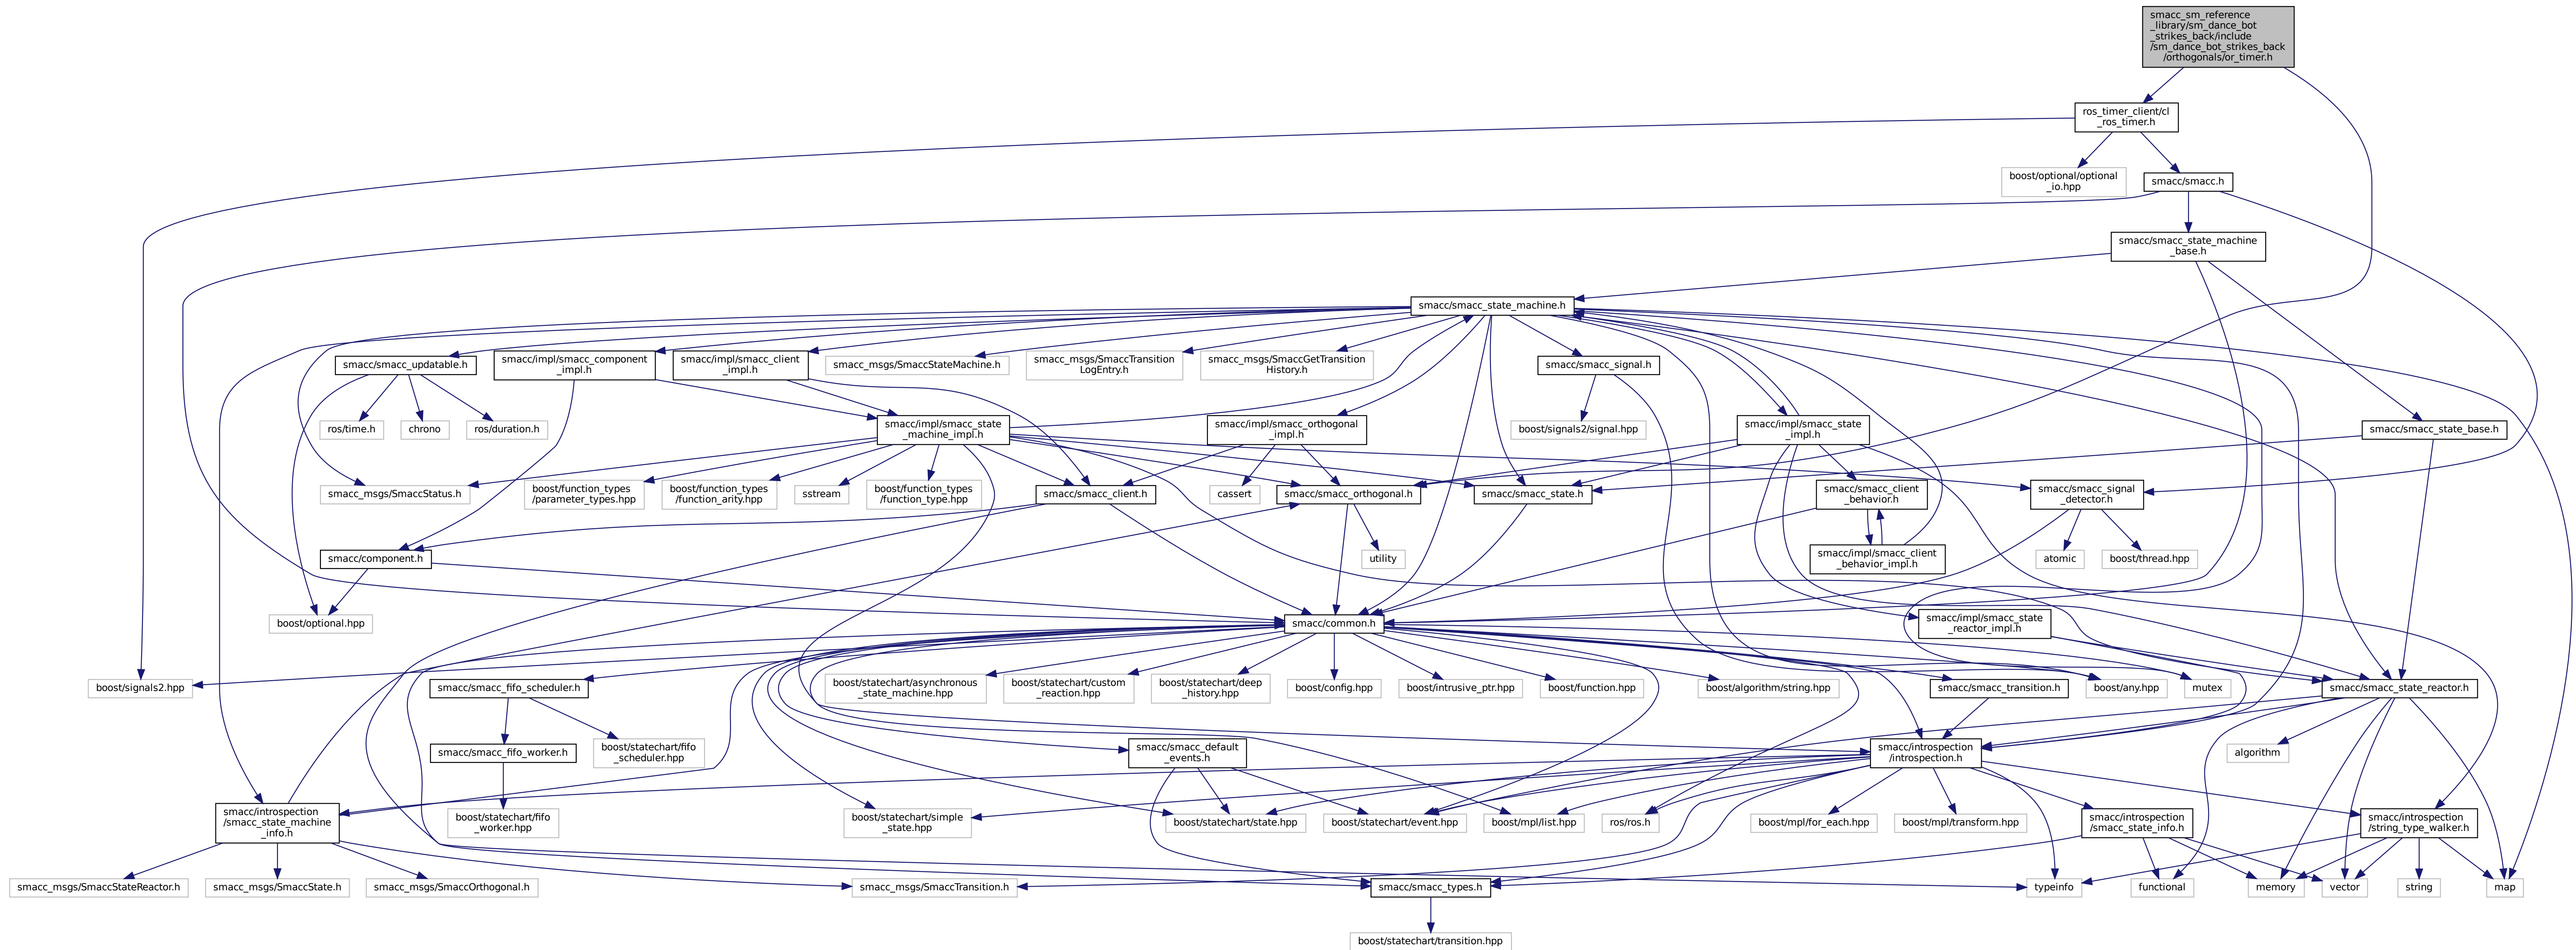 smacc_sm_reference
_library/sm_dance_bot
_strikes_back/include
/sm_dance_bot_strikes_back
/orthogonals/or_timer.h
ros_timer_client/cl
_ros_timer.h
boost/optional/optional
_io.hpp
smacc/smacc.h
smacc/smacc_state_machine
_base.h
smacc/smacc_state_machine.h
smacc/smacc_updatable.h
smacc/impl/smacc_component
_impl.h
smacc/impl/smacc_client
_impl.h
smacc_msgs/SmaccStateMachine.h
smacc_msgs/SmaccTransition
LogEntry.h
smacc_msgs/SmaccGetTransition
History.h
smacc/smacc_signal.h
ros/time.h
chrono
ros/duration.h
smacc/impl/smacc_state
_machine_impl.h
smacc/impl/smacc_orthogonal
_impl.h
boost/signals2/signal.hpp
smacc/impl/smacc_state
_impl.h
smacc/smacc_state_base.h
smacc_msgs/SmaccStatus.h
boost/function_types
/parameter_types.hpp
boost/function_types
/function_arity.hpp
sstream
boost/function_types
/function_type.hpp
smacc/smacc_client.h
cassert
smacc/smacc_orthogonal.h
smacc/smacc_state.h
smacc/smacc_client
_behavior.h
smacc/smacc_signal
_detector.h
smacc/component.h
utility
smacc/impl/smacc_client
_behavior_impl.h
atomic
boost/thread.hpp
boost/optional.hpp
smacc/common.h
smacc/impl/smacc_state
_reactor_impl.h
boost/signals2.hpp
smacc/smacc_fifo_scheduler.h
boost/statechart/asynchronous
_state_machine.hpp
boost/statechart/custom
_reaction.hpp
boost/statechart/deep
_history.hpp
boost/config.hpp
boost/intrusive_ptr.hpp
boost/function.hpp
boost/algorithm/string.hpp
smacc/smacc_transition.h
boost/any.hpp
mutex
smacc/smacc_state_reactor.h
smacc/smacc_fifo_worker.h
boost/statechart/fifo
_scheduler.hpp
smacc/smacc_default
_events.h
smacc/introspection
/introspection.h
algorithm
smacc/introspection
/smacc_state_machine
_info.h
boost/statechart/fifo
_worker.hpp
boost/statechart/simple
_state.hpp
boost/statechart/state.hpp
boost/statechart/event.hpp
boost/mpl/list.hpp
ros/ros.h
boost/mpl/for_each.hpp
boost/mpl/transform.hpp
smacc/introspection
/smacc_state_info.h
smacc/introspection
/string_type_walker.h
smacc_msgs/SmaccStateReactor.h
smacc_msgs/SmaccState.h
smacc_msgs/SmaccOrthogonal.h
smacc_msgs/SmaccTransition.h
smacc/smacc_types.h
typeinfo
functional
memory
vector
string
map
boost/statechart/transition.hpp